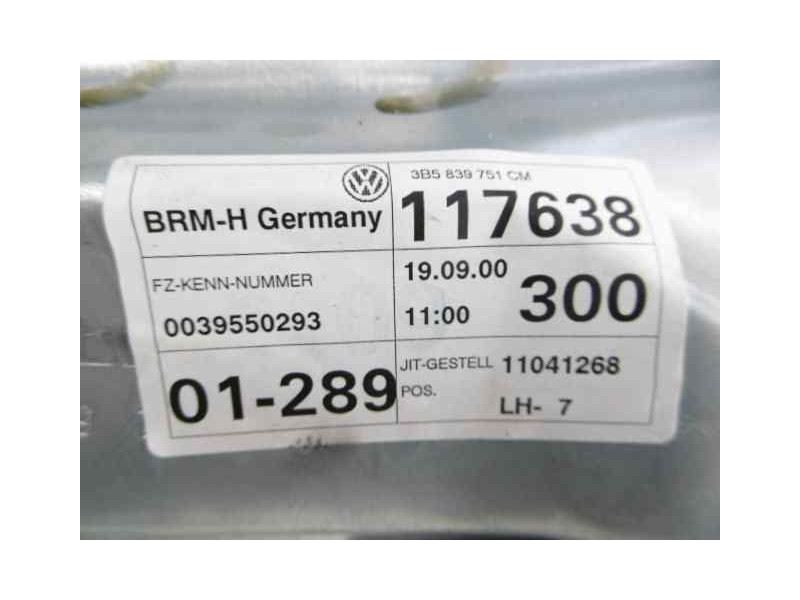 VW
3B5 839 751 CM
BRM-H Germany
117638
FZ-KENN-NUMMER
19.09.00
300
0039550293
11:00
JIT-GESTELL 11041268
01-289
POS.
LH- 7